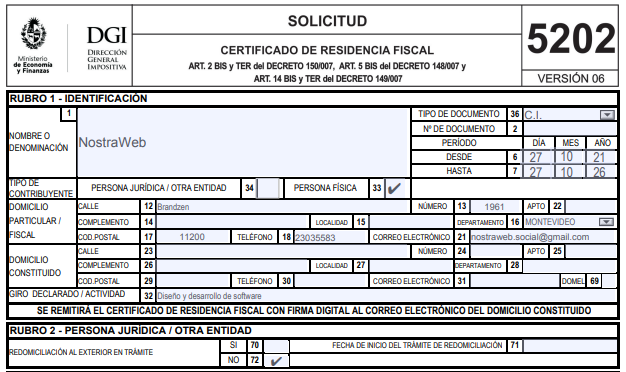 SOLICITUD
5202
Ministerio
de Economía
y Finanzas
DGI
DIRECCIÓN
GENERAL
IMPOSITIVA
CERTIFICADO DE RESIDENCIA FISCAL
ART. 2 BIS y TER del DECRETO 150/007, ART. 5 BIS del DECRETO 148/007 y
ART. 14 BIS y TER del DECRETO 149/007
VERSIÓN 06
RUBRO 1 - IDENTIFICACIÓN
NOMBRE O DENOMINACIÓN 1 NostraWeb
TIPO DE DOCUMENTO 36 C.I.
Nº DE DOCUMENTO 2
PERÍODO DÍA MES AÑO
DESDE 6 27 10 21
HASTA 7 27 10 26
TIPO DE CONTRIBUYENTE PERSONA JURÍDICA / OTRA ENTIDAD 34 PERSONA FÍSICA 33 ✓
DOMICILIO PARTICULAR / FISCAL
CALLE 12 Brandzen NÚMERO 13 1961 APTO 22
COMPLEMENTO 14 LOCALIDAD 15 DEPARTAMENTO 16 MONTEVIDEO
COD.POSTAL 17 11200 TELÉFONO 18 23035583 CORREO ELECTRÓNICO 21 nostraweb.social@gmail.com
DOMICILIO CONSTITUIDO
CALLE 23 NÚMERO 24 APTO 25
COMPLEMENTO 26 LOCALIDAD 27 DEPARTAMENTO 28
COD.POSTAL 29 TELÉFONO 30 CORREO ELECTRÓNICO 31 DOMEL 69
GIRO DECLARADO / ACTIVIDAD 32 Diseño y desarrollo de software
SE REMITIRÁ EL CERTIFICADO DE RESIDENCIA FISCAL CON FIRMA DIGITAL AL CORREO ELECTRÓNICO DEL DOMICILIO CONSTITUIDO
RUBRO 2 - PERSONA JURÍDICA / OTRA ENTIDAD
REDOMICILIACIÓN AL EXTERIOR EN TRÁMITE
SI 70 FECHA DE INICIO DEL TRÁMITE DE REDOMICILIACIÓN 71
NO 72 ✓